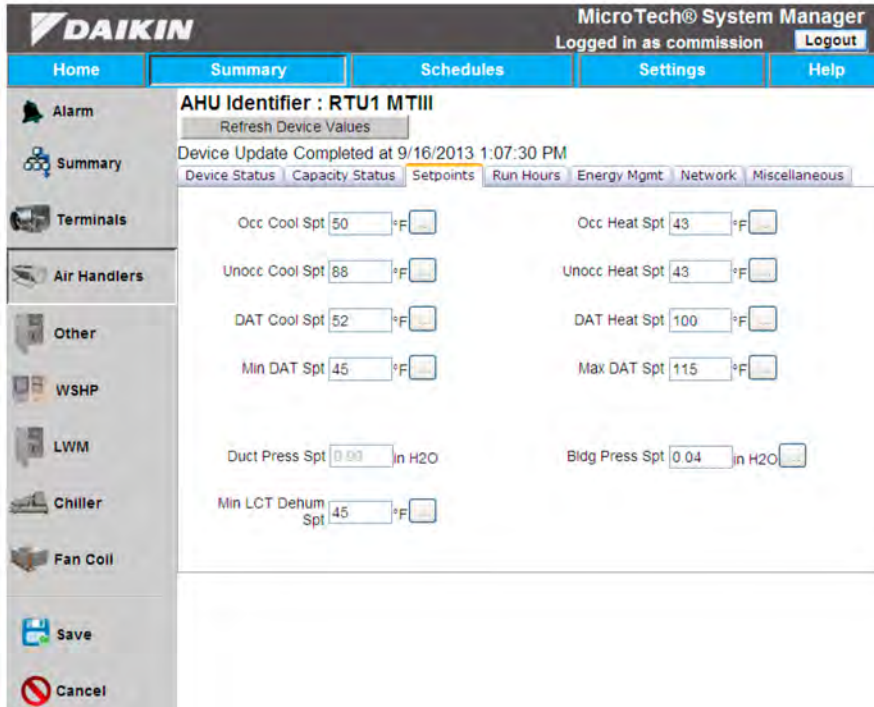 DAIKIN
MicroTech® System Manager
Logged in as commission Logout
Home Summary Schedules Settings Help
Alarm
Summary
Terminals
Air Handlers
Other
WSHP
LWM
Chiller
Fan Coil
Save
Cancel
AHU Identifier : RTU1 MTIII
Refresh Device Values
Device Update Completed at 9/16/2013 1:07:30 PM
Device Status Capacity Status Setpoints Run Hours Energy Mgmt Network Miscellaneous
Occ Cool Spt 50 °F ... Occ Heat Spt 43 °F ...
Unocc Cool Spt 88 °F ... Unocc Heat Spt 43 °F ...
DAT Cool Spt 52 °F ... DAT Heat Spt 100 °F ...
Min DAT Spt 45 °F ... Max DAT Spt 115 °F ...
Duct Press Spt in H2O Bldg Press Spt 0.04 in H2O ...
Min LCT Dehum
Spt 45 °F ...